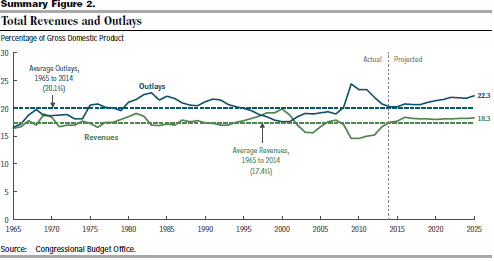 Summary Figure 2.
Total Revenues and Outlays
Percentage of Gross Domestic Product
30
Actual
Projected
Average Outlays,
1965 to 2014
(20.1%)
25
Outlays
22.3
20
18.3
15
Revenues
Average Revenues,
1965 to 2014
(17.4%)
10
5
0
1965 1970 1975 1980 1985 1990 1995 2000 2005 2010 2015 2020 2025
Source: Congressional Budget Office.